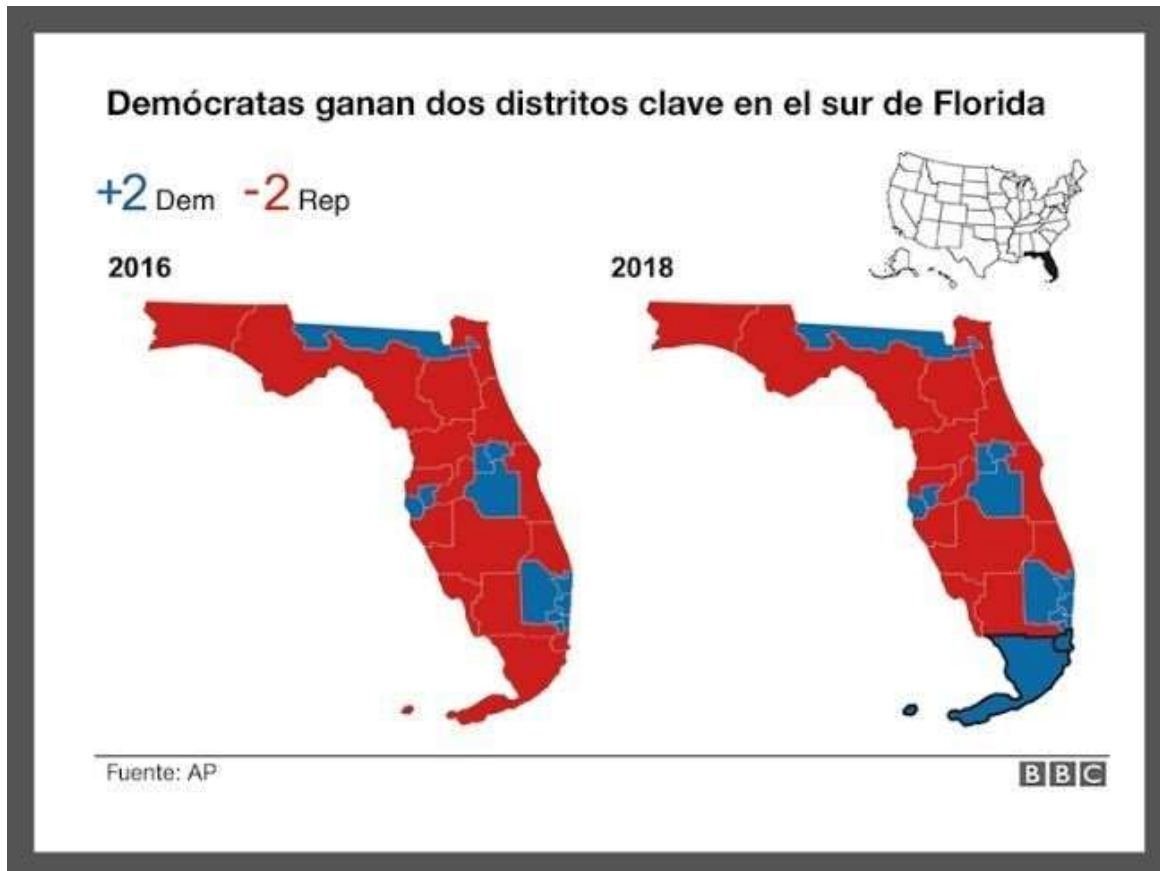 Demócratas ganan dos distritos clave en el sur de Florida
+2 Dem -2 Rep
2016
2018
Fuente: AP
BBC